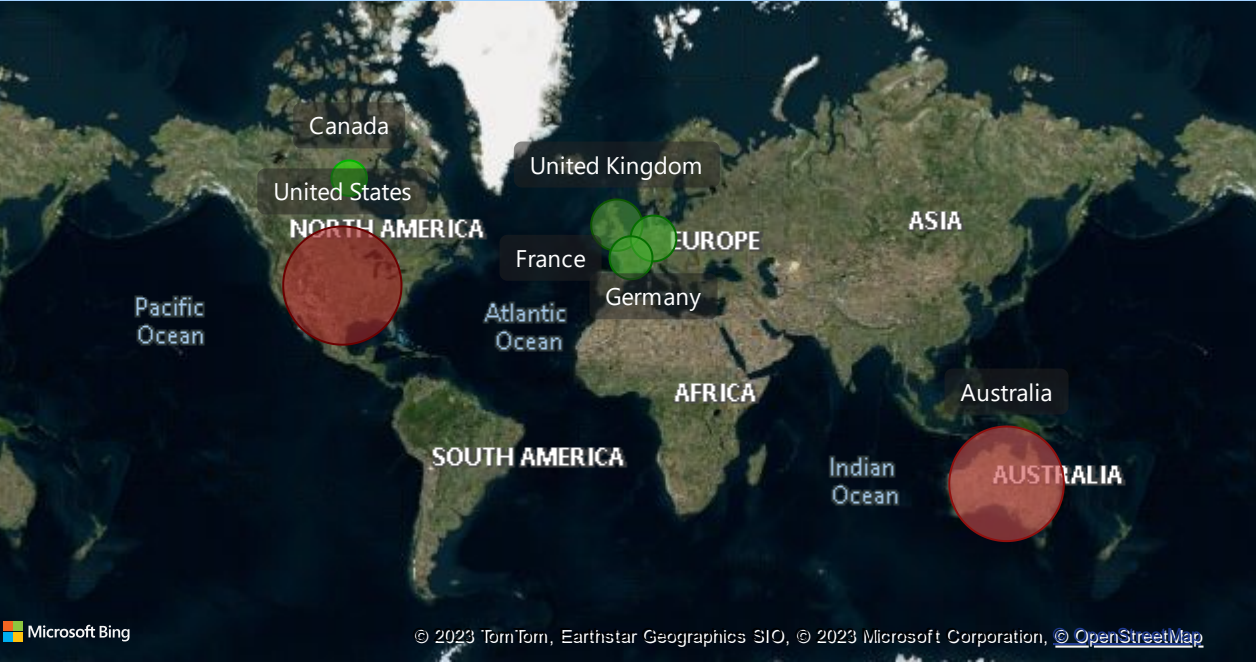 Canada
United Kingdom
United States
NORTH AMERICA
ASIA
EUROPE
France
Germany
Pacific
Ocean
Atlantic
Ocean
AFRICA
Australia
SOUTH AMERICA
Indian
Ocean
AUSTRALIA
Microsoft Bing
© 2023 TomTom, Earthstar Geographics SIO, © 2023 Microsoft Corporation, © OpenStreetMap